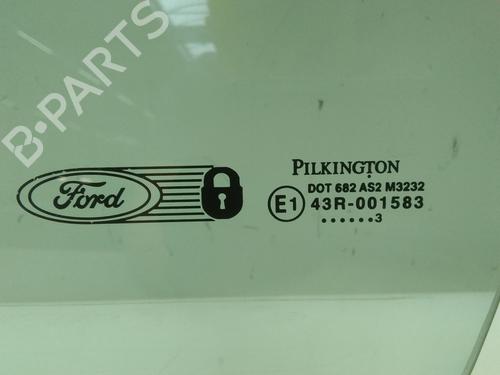 B-PARTS
PILKINGTON
DOT 682 AS2 M3232
E1 43R-001583
......3
Ford